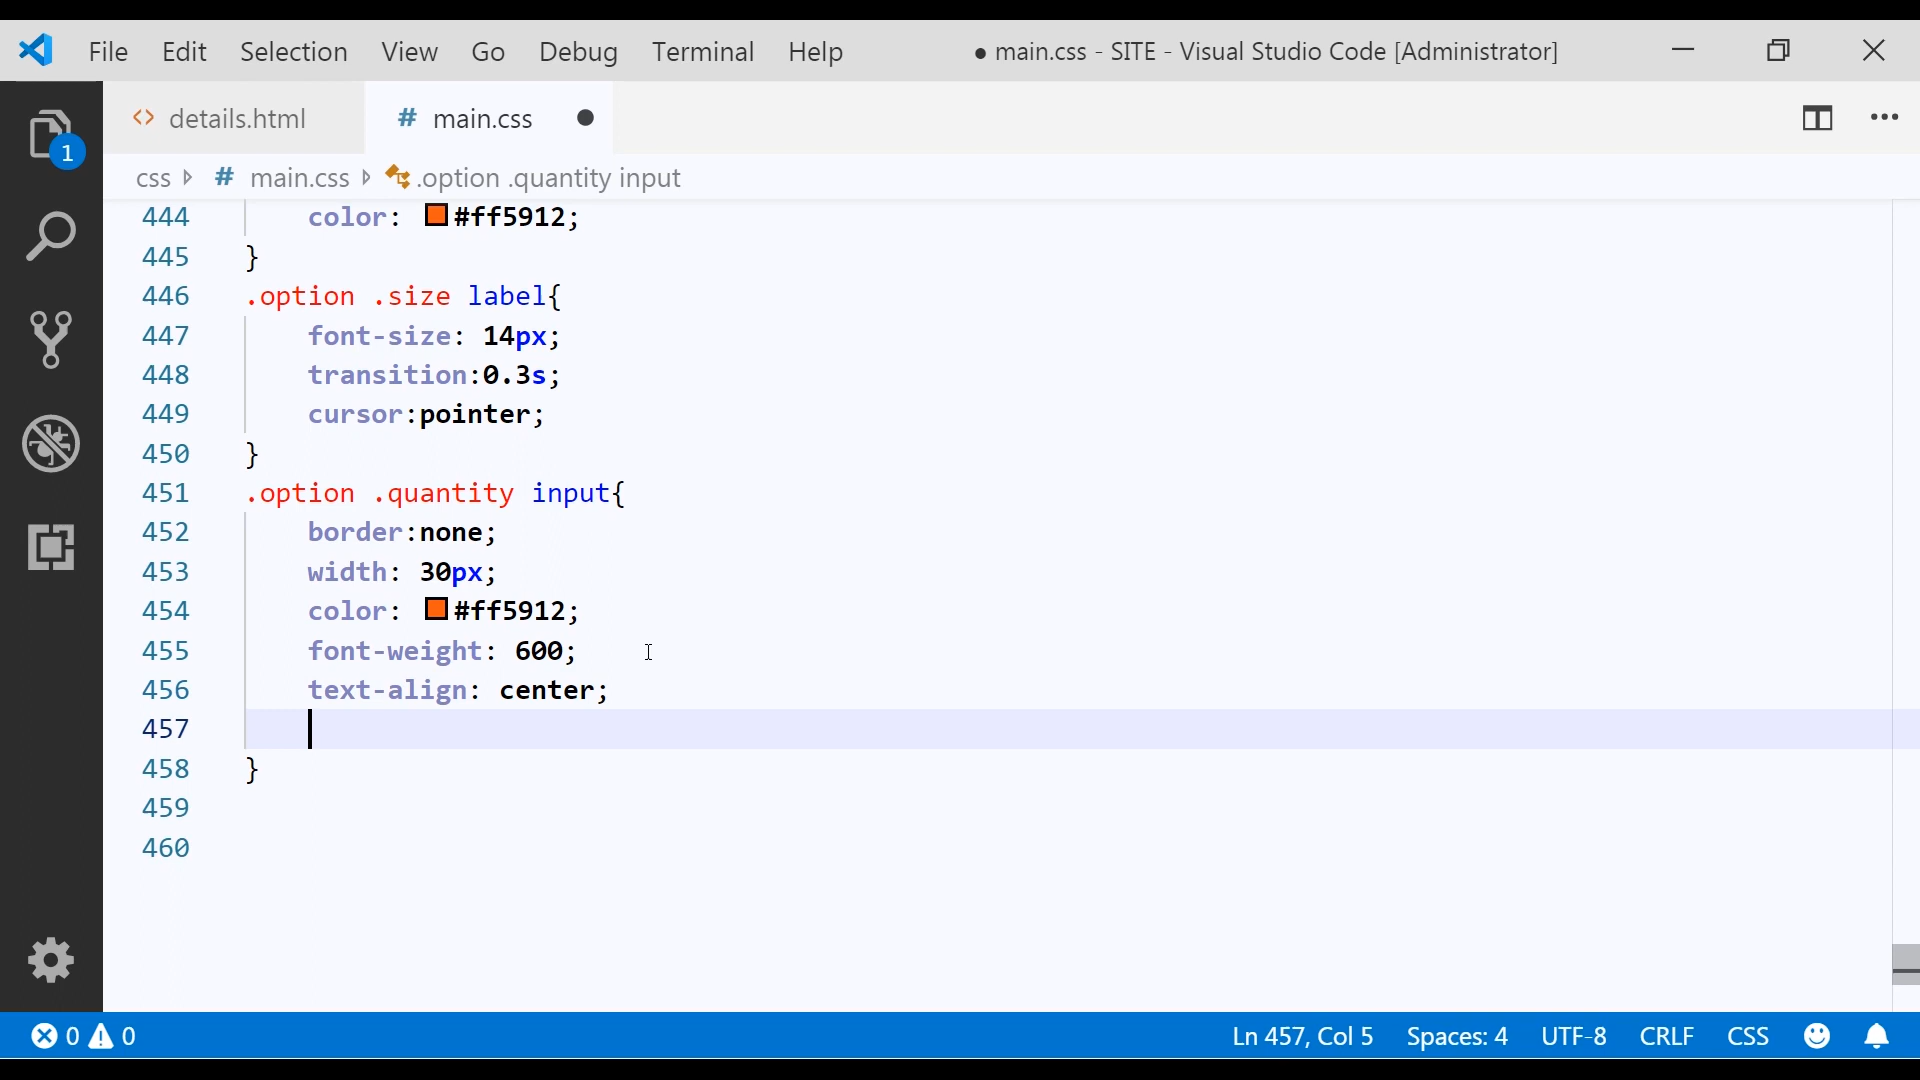 File Edit Selection View Go Debug Terminal Help ● main.css - SITE - Visual Studio Code [Administrator]
1
<> details.html # main.css ●
css # main.css .option .quantity input
444 color: #ff5912;
445 }
446 .option .size label{
447 font-size: 14px;
448 transition:0.3s;
449 cursor:pointer;
450 }
451 .option .quantity input{
452 border:none;
453 width: 30px;
454 color: #ff5912;
455 font-weight: 600;
456 text-align: center;
457
458 }
459
460
0 0 Ln 457, Col 5 Spaces: 4 UTF-8 CRLF CSS